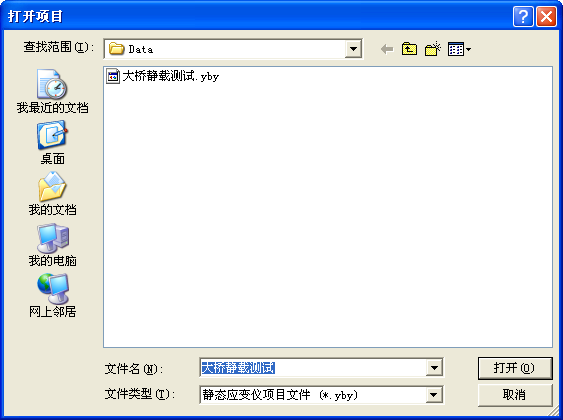 打开项目
查找范围(I):
Data
大桥静载测试.yby
我最近的文档
桌面
我的文档
我的电脑
网上邻居
文件名(N):
大桥静载测试
打开(O)
文件类型(T):
静态应变仪项目文件 (*.yby)
取消